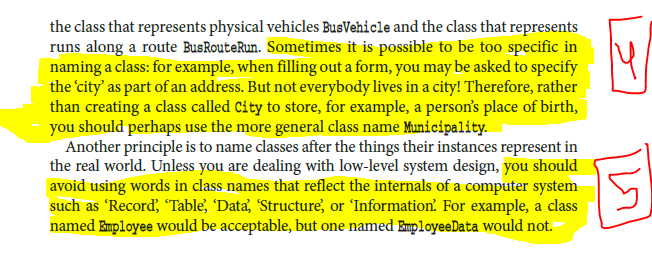 the class that represents physical vehicles BusVehicle and the class that represents
runs along a route BusRouteRun. Sometimes it is possible to be too specific in
naming a class: for example, when filling out a form, you may be asked to specify
the ‘city’ as part of an address. But not everybody lives in a city! Therefore, rather
than creating a class called City to store, for example, a person’s place of birth,
you should perhaps use the more general class name Municipality.
Another principle is to name classes after the things their instances represent in
the real world. Unless you are dealing with low-level system design, you should
avoid using words in class names that reflect the internals of a computer system
such as ‘Record’, ‘Table’, ‘Data’, ‘Structure’, or ‘Information’. For example, a class
named Employee would be acceptable, but one named EmployeeData would not.
4
5